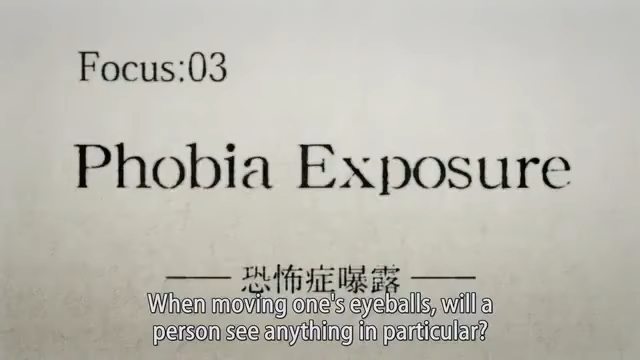 Focus:03
Phobia Exposure
恐怖症曝露
When moving one's eyeballs, will a
person see anything in particular?